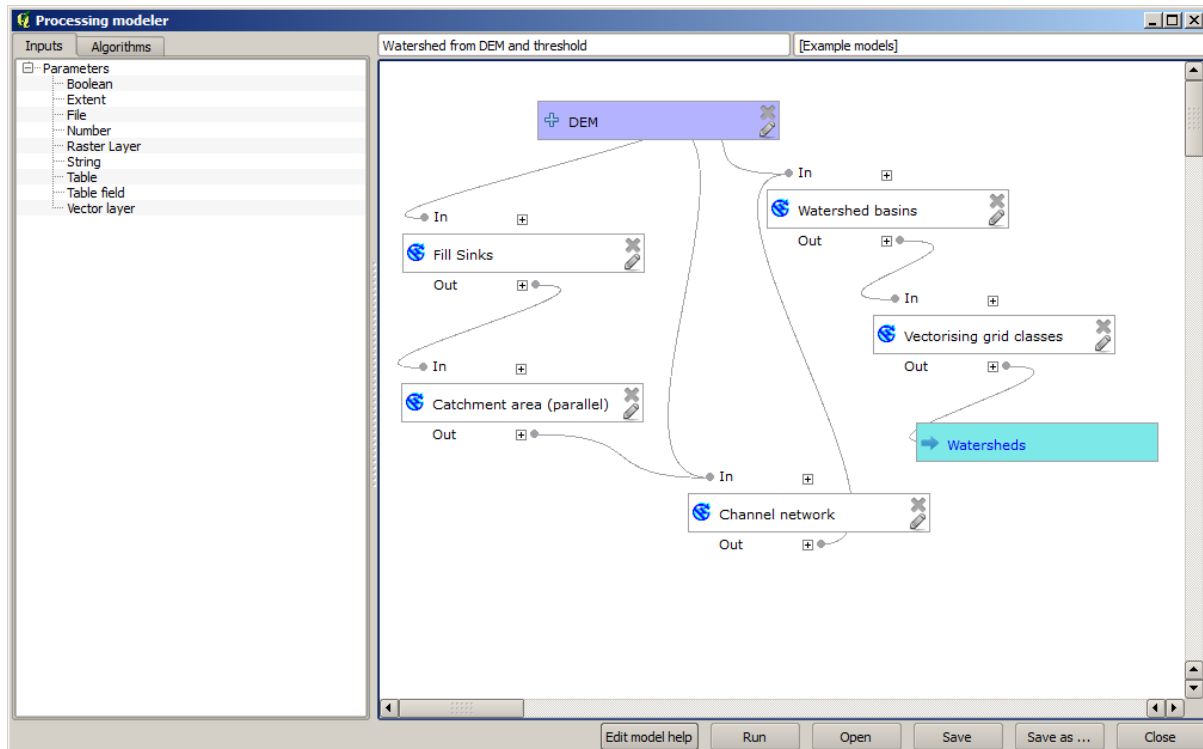 Processing modeler
Inputs
Algorithms
Parameters
Boolean
Extent
File
Number
Raster Layer
String
Table
Table field
Vector layer
Watershed from DEM and threshold
[Example models]
DEM
In
Watershed basins
Out
In
Fill Sinks
Out
In
Vectorising grid classes
Out
In
Catchment area (parallel)
Out
Watersheds
In
Channel network
Out
Edit model help
Run
Open
Save
Save as ...
Close